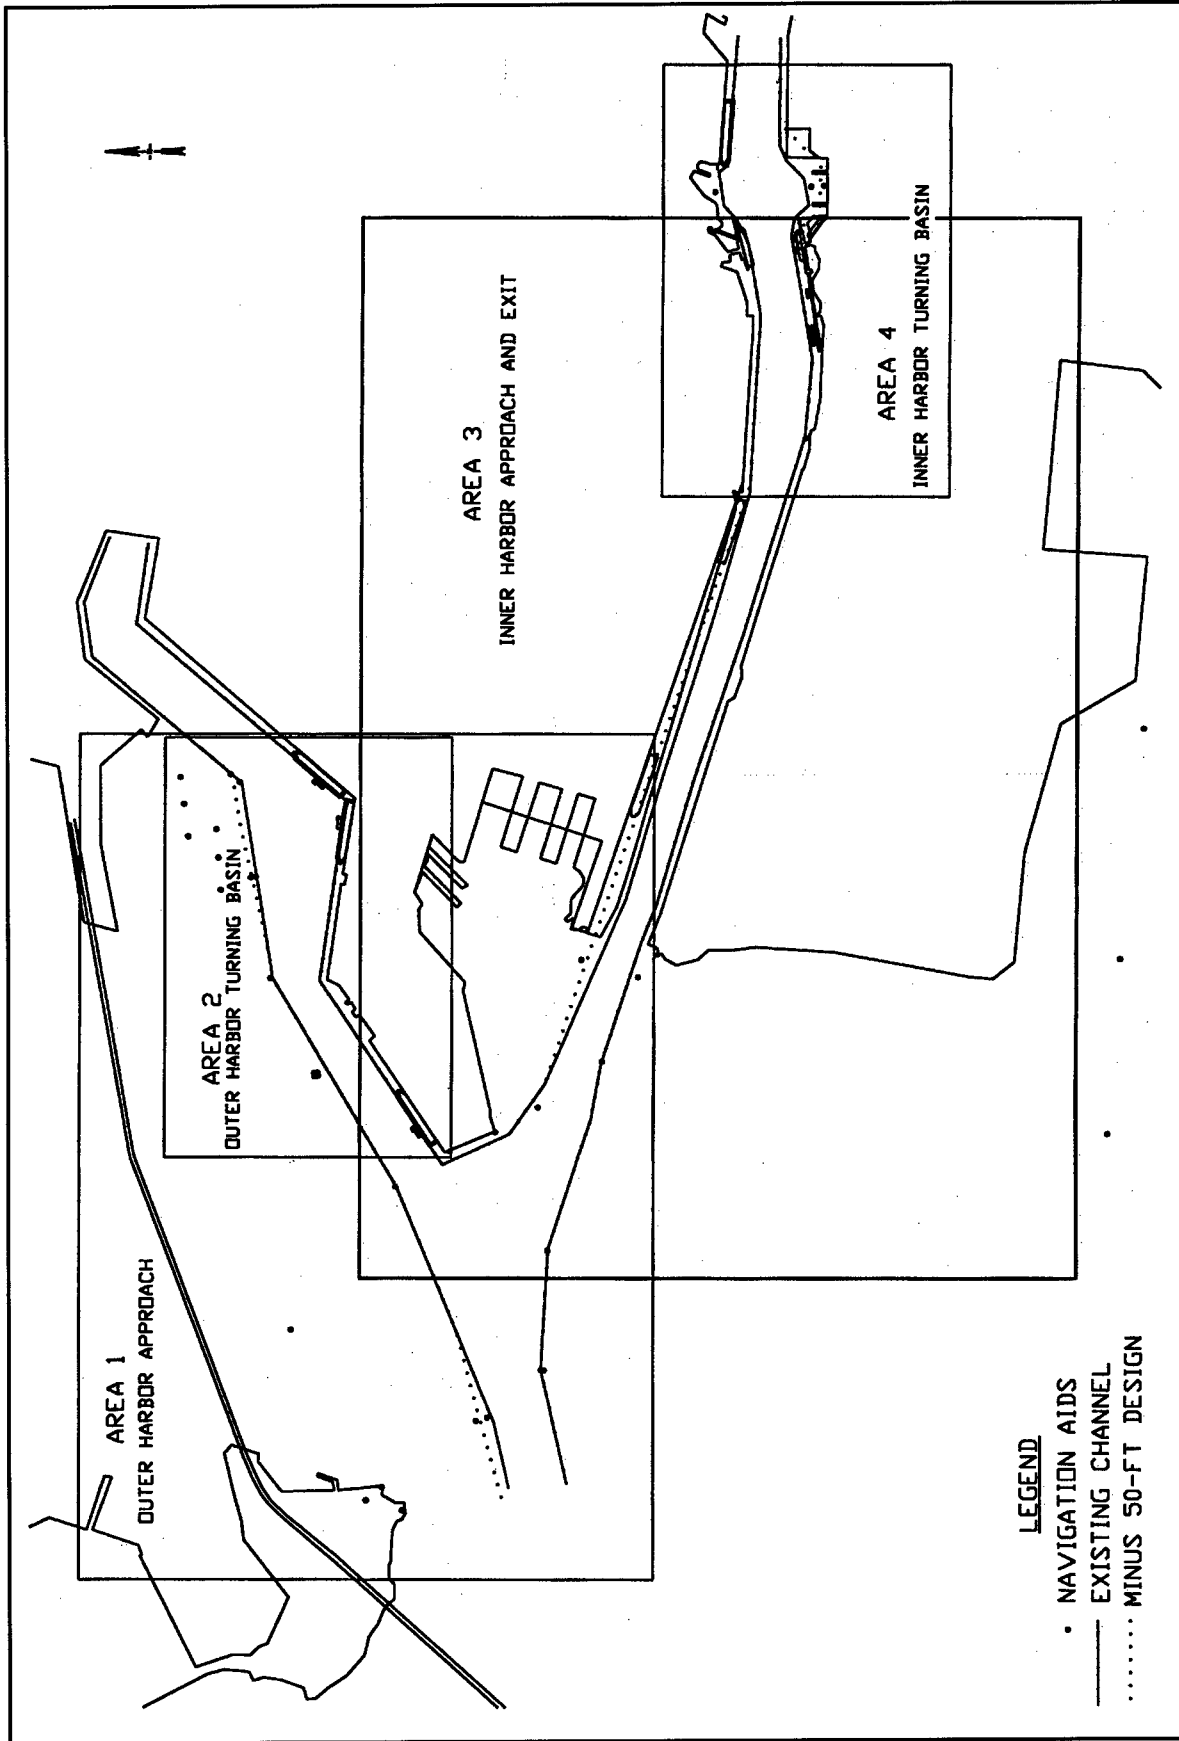 AREA 1
OUTER HARBOR APPROACH
AREA 2
OUTER HARBOR TURNING BASIN
AREA 3
INNER HARBOR APPROACH AND EXIT
AREA 4
INNER HARBOR TURNING BASIN
LEGEND
NAVIGATION AIDS
EXISTING CHANNEL
MINUS 50-FT DESIGN